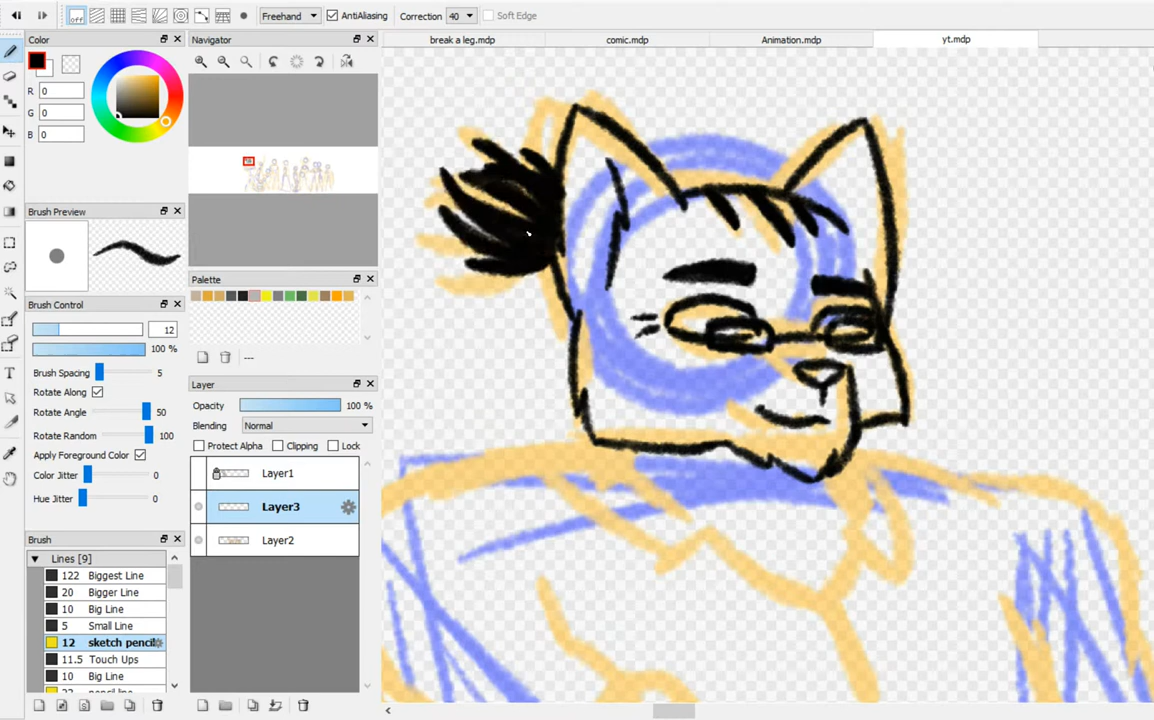 off
Freehand
AntiAliasing
Correction 40
Soft Edge
Color
Navigator
break a leg.mdp
comic.mdp
Animation.mdp
yt.mdp
R 0
G 0
B 0
Brush Preview
Palette
---
Brush Control
12
100 %
Brush Spacing 5
Rotate Along
Rotate Angle 50
Rotate Random 100
Apply Foreground Color
Color Jitter 0
Hue Jitter 0
Layer
Opacity 100 %
Blending Normal
Protect Alpha Clipping Lock
Layer1
Layer3
Layer2
Brush
Lines [9]
122 Biggest Line
20 Bigger Line
10 Big Line
5 Small Line
12 sketch pencil
11.5 Touch Ups
10 Big Line
T